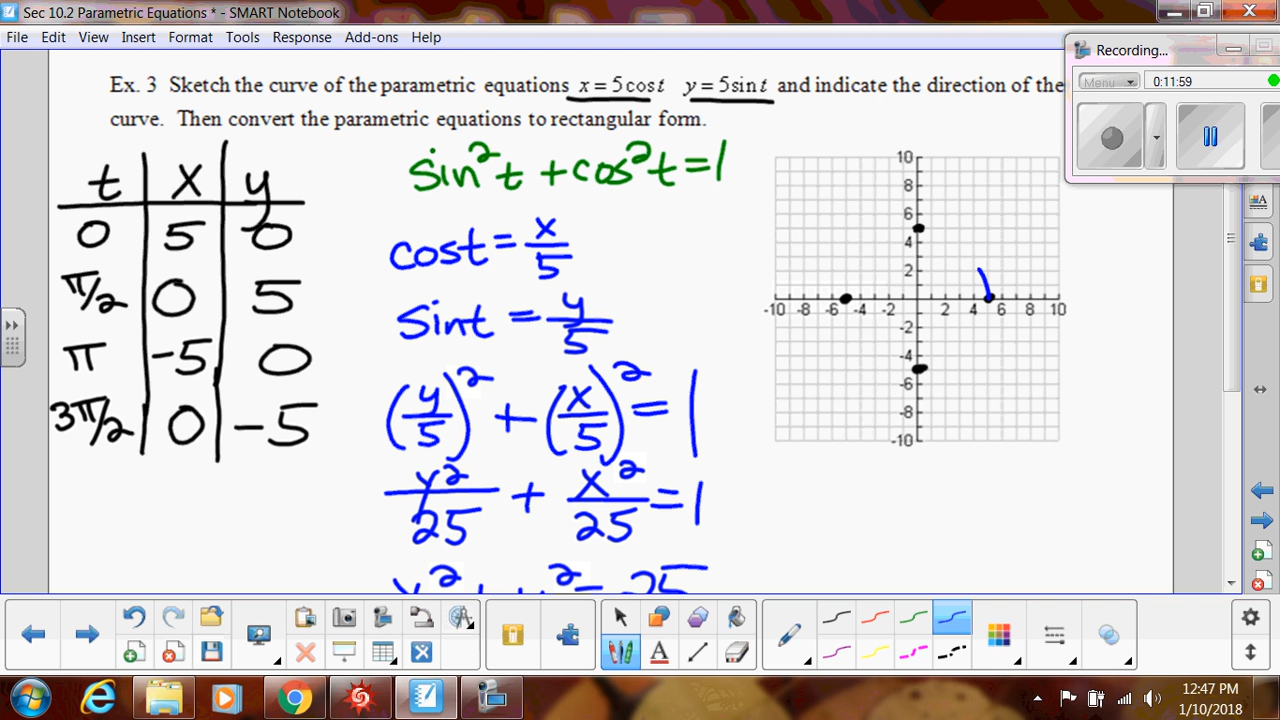 Sec 10.2 Parametric Equations * - SMART Notebook
File Edit View Insert Format Tools Response Add-ons Help
Recording...
Menu
0:11:59
Ex. 3 Sketch the curve of the parametric equations x = 5cos t y = 5sin t and indicate the direction of the
curve. Then convert the parametric equations to rectangular form.
t x y
0 5 0
π/2 0 5
π -5 0
3π/2 0 -5
sin²t + cos²t = 1
cost = x/5
sint = y/5
(y/5)² + (x/5)² = 1
y²/25 + x²/25 = 1
10
8
6
4
2
-10 -8 -6 -4 -2 2 4 6 8 10
-2
-4
-6
-8
-10
A
12:47 PM
1/10/2018